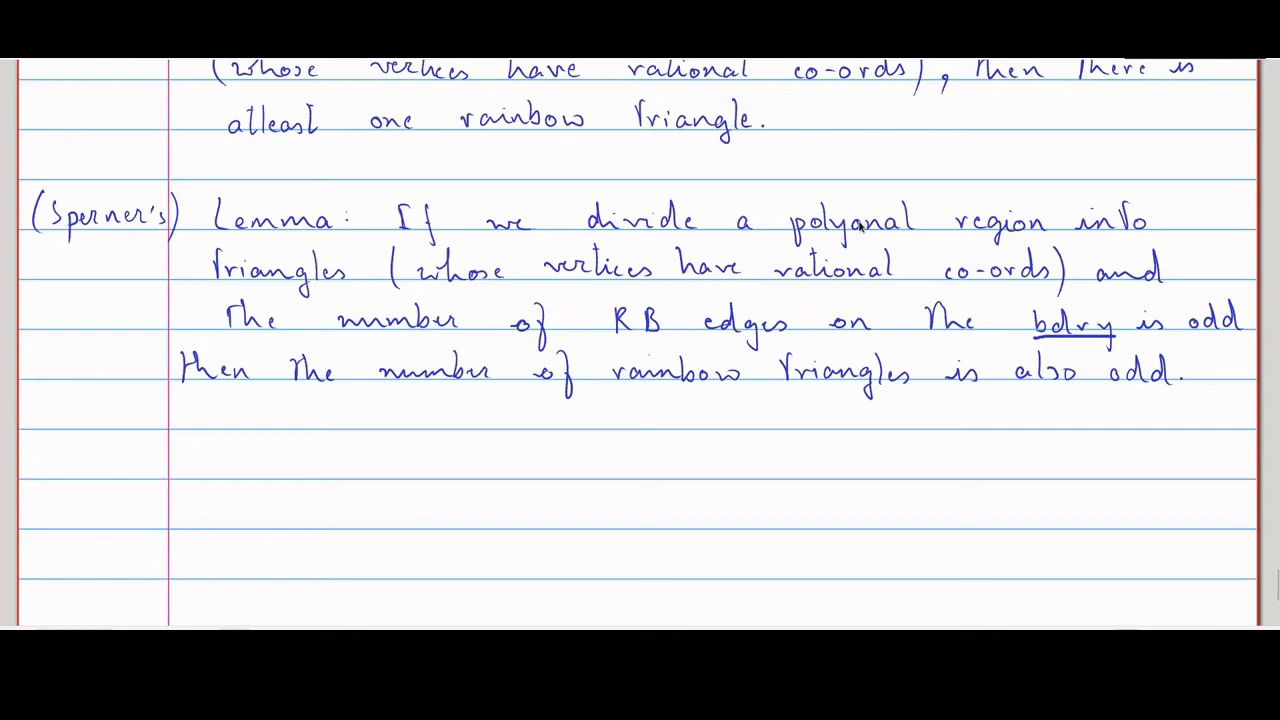 (whose vertices have rational co-ords), then there is
atleast one rainbow triangle.
(Sperner's) Lemma: If we divide a polyanal region into
triangles (whose vertices have rational co-ords) and
the number of RB edges on the bdry is odd
then the number of rainbow triangles is also odd.